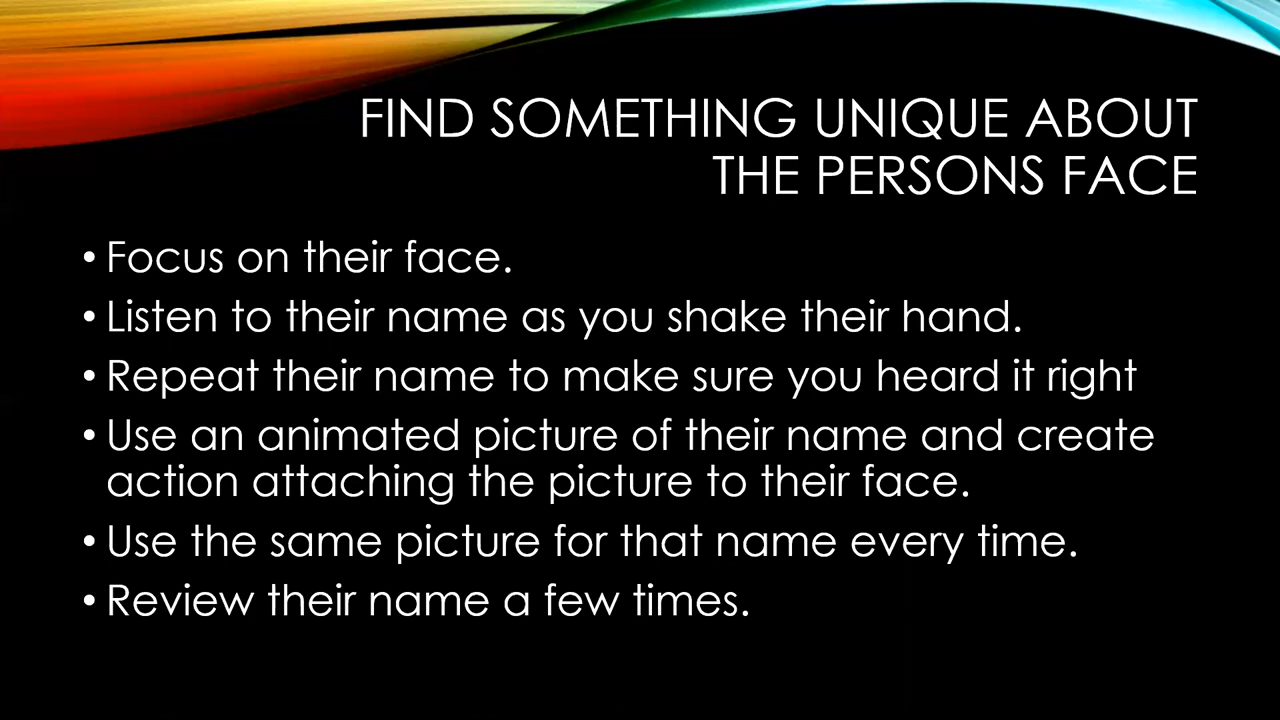 FIND SOMETHING UNIQUE ABOUT
THE PERSONS FACE
• Focus on their face.
• Listen to their name as you shake their hand.
• Repeat their name to make sure you heard it right
• Use an animated picture of their name and create
action attaching the picture to their face.
• Use the same picture for that name every time.
• Review their name a few times.